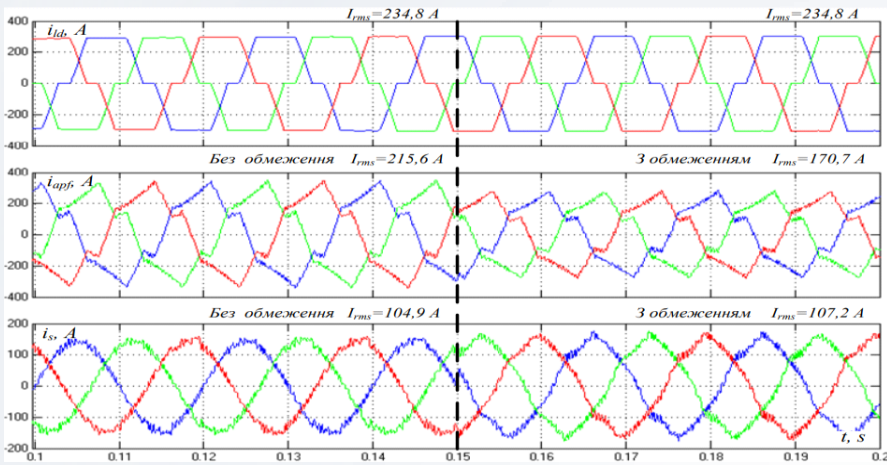 I_rms=234,8 A I_rms=234,8 A
400
i_ld, A
200
0
-200
-400
Без обмеження I_rms=215,6 A З обмеженням I_rms=170,7 A
400
i_apf, A
200
0
-200
-400
Без обмеження I_rms=104,9 A З обмеженням I_rms=107,2 A
200
i_s, A
100
0
-100
t, s
-200
0.1 0.11 0.12 0.13 0.14 0.15 0.16 0.17 0.18 0.19 0.2